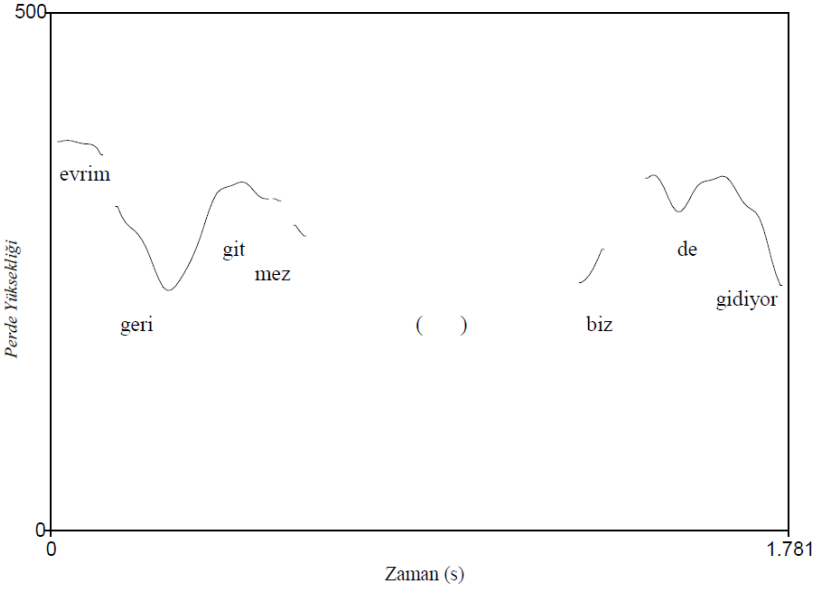 500
evrim
git
de
mez
gidiyor
geri
(      )
biz
Perde Yüksekliği
0
0
1.781
Zaman (s)